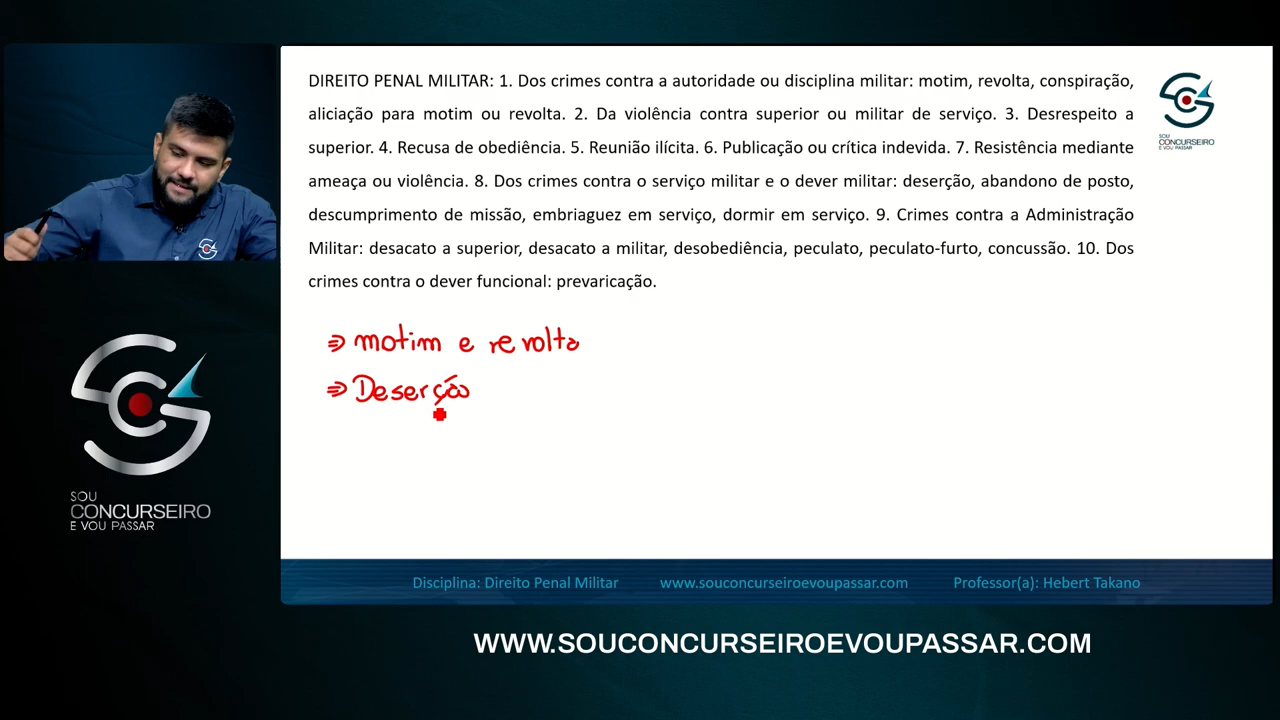 DIREITO PENAL MILITAR: 1. Dos crimes contra a autoridade ou disciplina militar: motim, revolta, conspiração,
aliciação para motim ou revolta. 2. Da violência contra superior ou militar de serviço. 3. Desrespeito a
superior. 4. Recusa de obediência. 5. Reunião ilícita. 6. Publicação ou crítica indevida. 7. Resistência mediante
ameaça ou violência. 8. Dos crimes contra o serviço militar e o dever militar: deserção, abandono de posto,
descumprimento de missão, embriaguez em serviço, dormir em serviço. 9. Crimes contra a Administração
Militar: desacato a superior, desacato a militar, desobediência, peculato, peculato-furto, concussão. 10. Dos
crimes contra o dever funcional: prevaricação.
SOU
CONCURSEIRO
E VOU PASSAR
⇒ motim e revolta
⇒ Deserção
SOU
CONCURSEIRO
E VOU PASSAR
Disciplina: Direito Penal Militar www.souconcurseiroevoupassar.com Professor(a): Hebert Takano
WWW.SOUCONCURSEIROEVOUPASSAR.COM